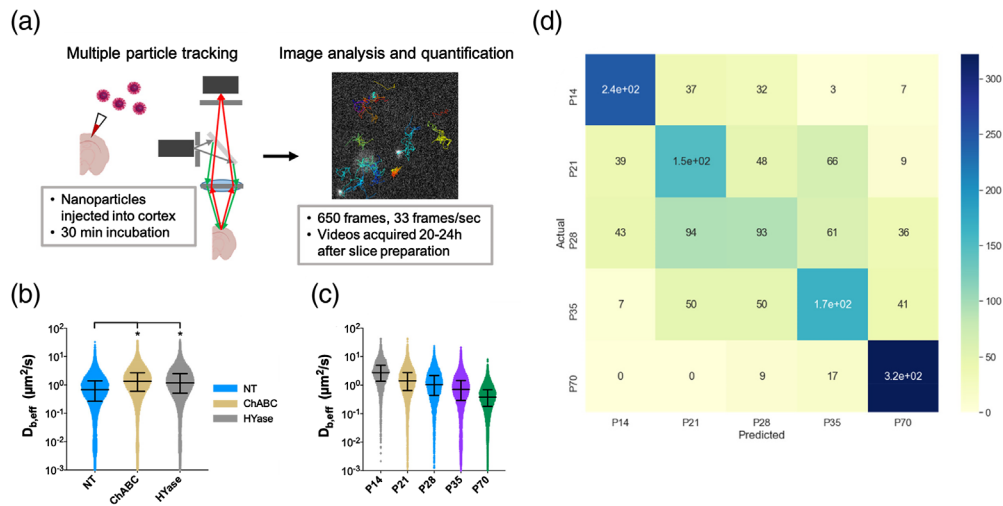 (a)
Multiple particle tracking
Image analysis and quantification
• Nanoparticles
injected into cortex
• 30 min incubation
• 650 frames, 33 frames/sec
• Videos acquired 20-24h
after slice preparation
(b)
D_b,eff (µm²/s)
10²
10¹
10⁰
10⁻¹
10⁻²
10⁻³
* *
NT
ChABC
HYase
NT
ChABC
HYase
(c)
D_b,eff (µm²/s)
10²
10¹
10⁰
10⁻¹
10⁻²
10⁻³
P14
P21
P28
P35
P70
(d)
Actual
P14 2.4e+02 37 32 3 7
P21 39 1.5e+02 48 66 9
P28 43 94 93 61 36
P35 7 50 50 1.7e+02 41
P70 0 0 9 17 3.2e+02
P14 P21 P28 P35 P70
Predicted
300
250
200
150
100
50
0